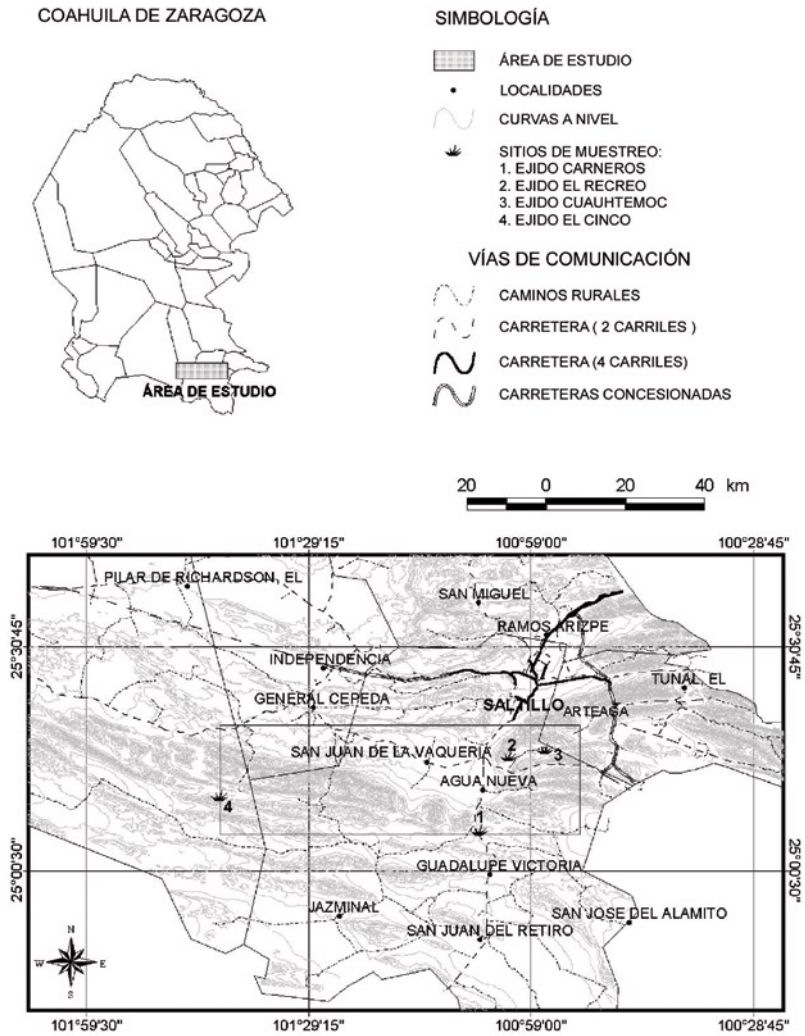 COAHUILA DE ZARAGOZA
ÁREA DE ESTUDIO
SIMBOLOGÍA
ÁREA DE ESTUDIO
LOCALIDADES
CURVAS A NIVEL
SITIOS DE MUESTREO:
1. EJIDO CARNEROS
2. EJIDO EL RECREO
3. EJIDO CUAUHTEMOC
4. EJIDO EL CINCO
VÍAS DE COMUNICACIÓN
CAMINOS RURALES
CARRETERA ( 2 CARRILES )
CARRETERA (4 CARRILES)
CARRETERAS CONCESIONADAS
20 0 20 40 km
101°59'30" 101°29'15" 100°59'00" 100°28'45"
PILAR DE RICHARDSON, EL
SAN MIGUEL
RAMOS ARIZPE
25°30'45" 25°30'45"
INDEPENDENCIA
TUNAL, EL
GENERAL CEPEDA
SALTILLO
ARTEAGA
SAN JUAN DE LA VAQUERIA
2
3
AGUA NUEVA
4
1
GUADALUPE VICTORIA
25°00'30" 25°00'30"
JAZMINAL
SAN JOSE DEL ALAMITO
SAN JUAN DEL RETIRO
N
W E
S
101°59'30" 101°29'15" 100°59'00" 100°28'45"